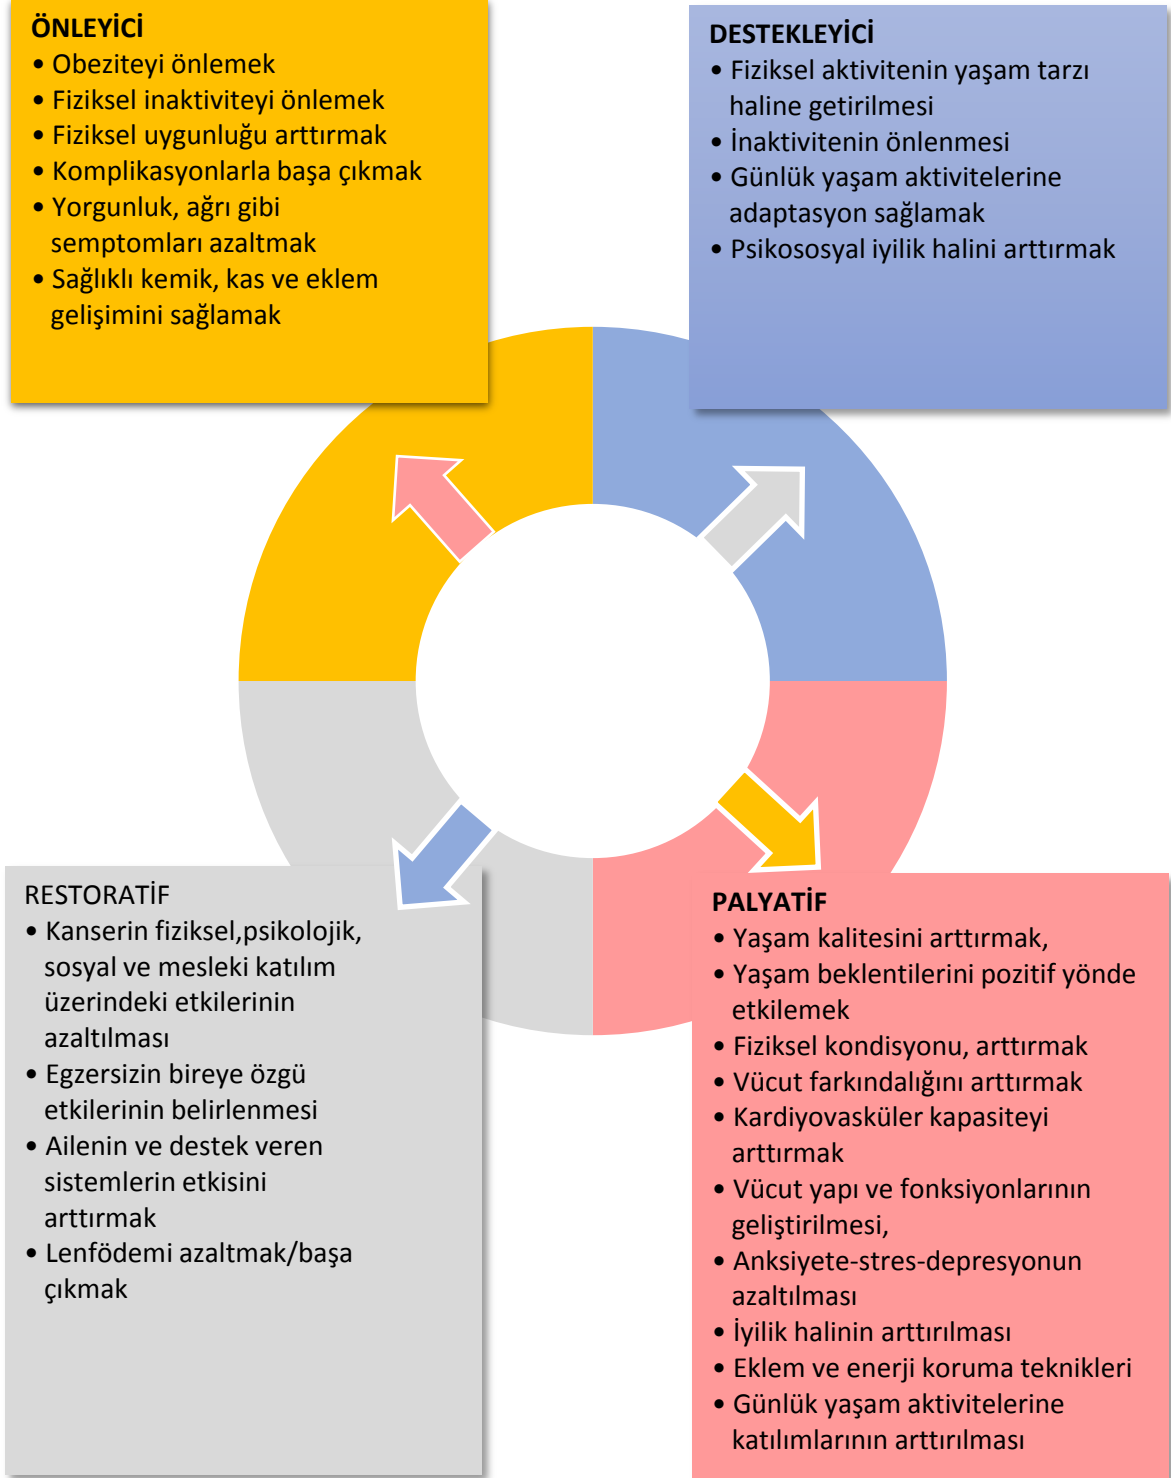 ÖNLEYİCİ
• Obeziteyi önlemek
• Fiziksel inaktiviteyi önlemek
• Fiziksel uygunluğu arttırmak
• Komplikasyonlarla başa çıkmak
• Yorgunluk, ağrı gibi
semptomları azaltmak
• Sağlıklı kemik, kas ve eklem
gelişimini sağlamak
DESTEKLEYİCİ
• Fiziksel aktivitenin yaşam tarzı
haline getirilmesi
• İnaktivitenin önlenmesi
• Günlük yaşam aktivitelerine
adaptasyon sağlamak
• Psikososyal iyilik halini arttırmak
RESTORATİF
• Kanserin fiziksel,psikolojik,
sosyal ve mesleki katılım
üzerindeki etkilerinin
azaltılması
• Egzersizin bireye özgü
etkilerinin belirlenmesi
• Ailenin ve destek veren
sistemlerin etkisini
arttırmak
• Lenfödemi azaltmak/başa
çıkmak
PALYATİF
• Yaşam kalitesini arttırmak,
• Yaşam beklentilerini pozitif yönde
etkilemek
• Fiziksel kondisyonu, arttırmak
• Vücut farkındalığını arttırmak
• Kardiyovasküler kapasiteyi
arttırmak
• Vücut yapı ve fonksiyonlarının
geliştirilmesi,
• Anksiyete-stres-depresyonun
azaltılması
• İyilik halinin arttırılması
• Eklem ve enerji koruma teknikleri
• Günlük yaşam aktivitelerine
katılımlarının arttırılması